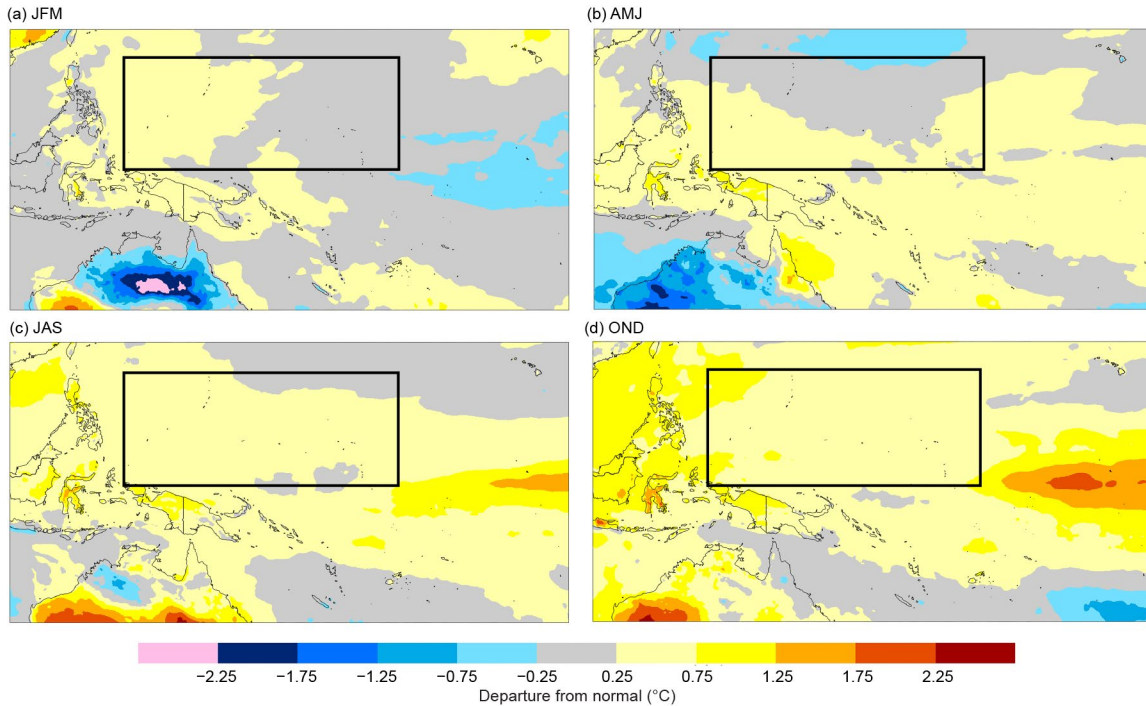 (a) JFM
(b) AMJ
(c) JAS
(d) OND
−2.25 −1.75 −1.25 −0.75 −0.25 0.25 0.75 1.25 1.75 2.25
Departure from normal (°C)